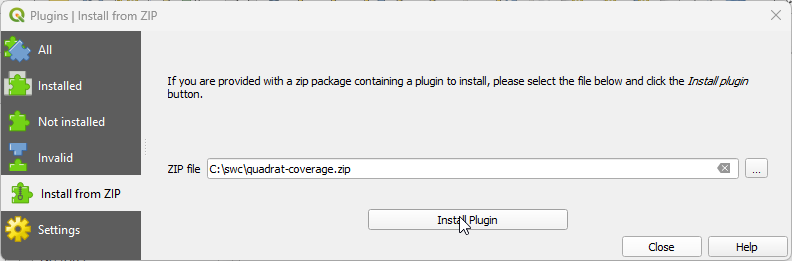 Plugins | Install from ZIP
All
Installed
Not installed
Invalid
Install from ZIP
Settings
If you are provided with a zip package containing a plugin to install, please select the file below and click the Install plugin
button.
ZIP file
C:\swc\quadrat-coverage.zip
...
Install Plugin
Close
Help